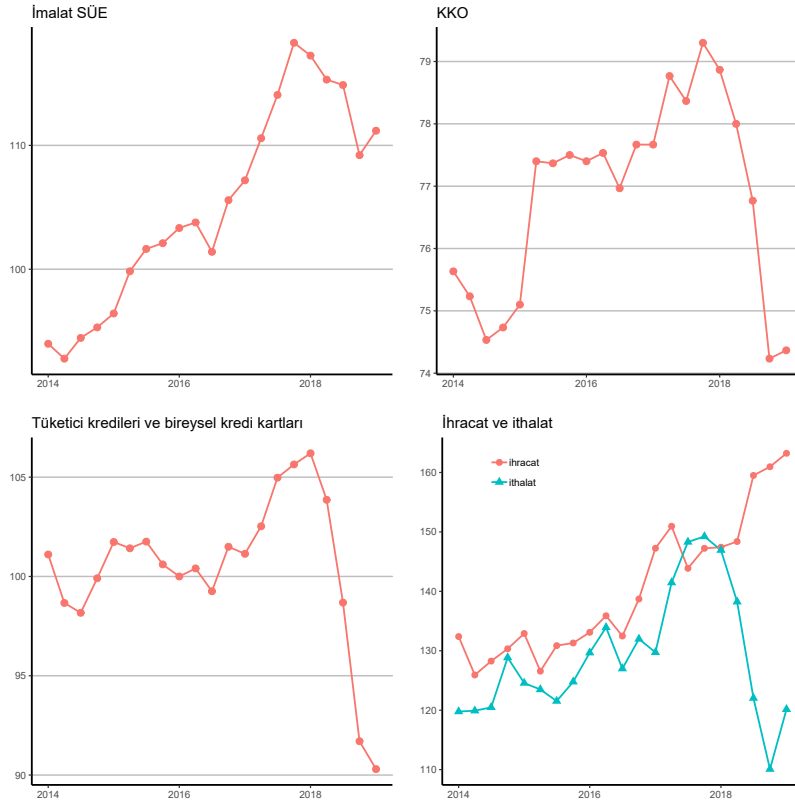 İmalat SÜE
110
100
2014 2016 2018
KKO
79
78
77
76
75
74
2014 2016 2018
Tüketici kredileri ve bireysel kredi kartları
105
100
95
90
2014 2016 2018
İhracat ve ithalat
ihracat
ithalat
160
150
140
130
120
110
2014 2016 2018